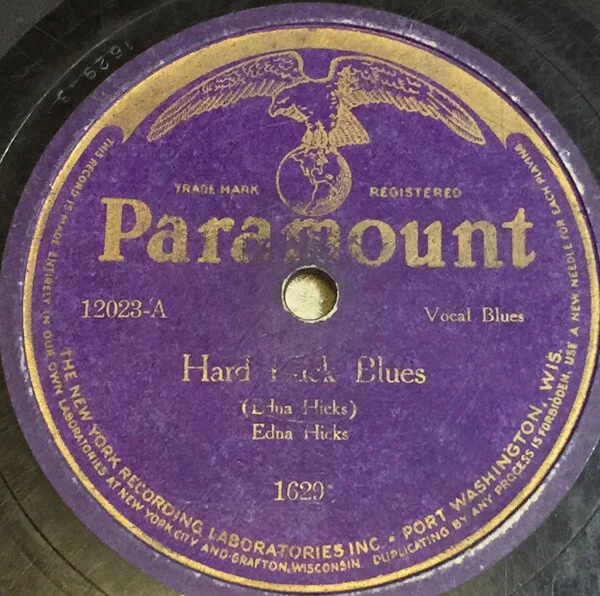 1629-3
TRADE MARK REGISTERED
Paramount
12023-A
Vocal Blues
Hard Luck Blues
(Edna Hicks)
Edna Hicks
1629
THIS RECORD IS MADE ENTIRELY IN OUR OWN LABORATORIES AT NEW YORK CITY AND GRAFTON, WISCONSIN. DUPLICATING BY ANY PROCESS IS FORBIDDEN. USE A NEW NEEDLE FOR EACH PLAYING
THE NEW YORK RECORDING LABORATORIES INC. - PORT WASHINGTON, WIS.